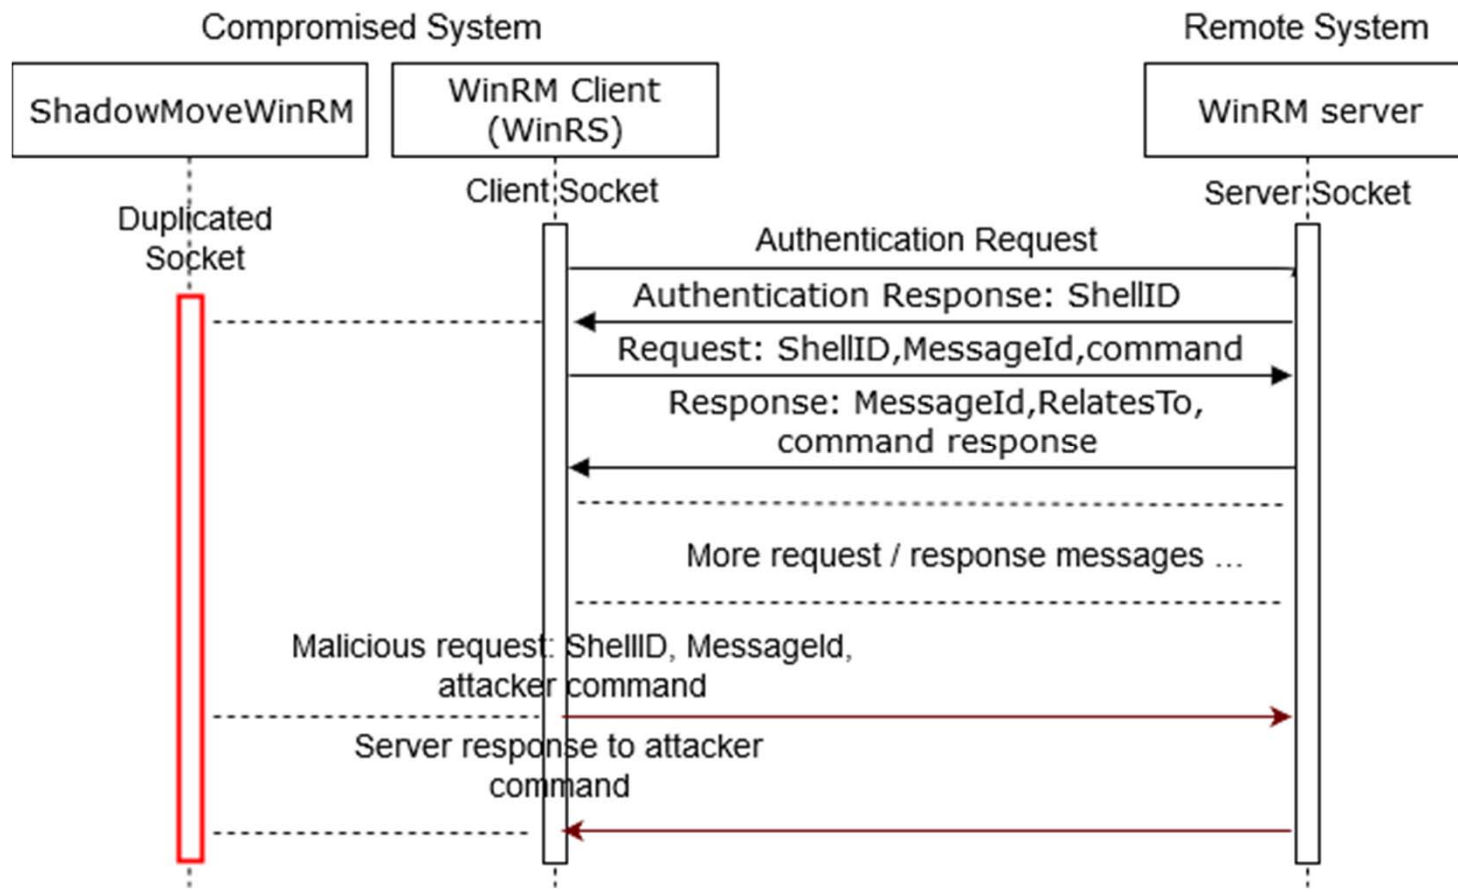 Compromised System
Remote System
ShadowMoveWinRM
WinRM Client
(WinRS)
WinRM server
Client Socket
Server Socket
Duplicated
Socket
Authentication Request
Authentication Response: ShellID
Request: ShellID,MessageId,command
Response: MessageId,RelatesTo,
command response
More request / response messages ...
Malicious request: ShellIID, MessageId,
attacker command
Server response to attacker
command